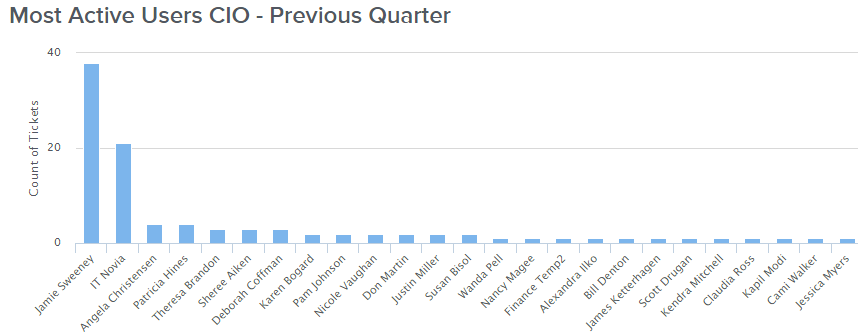 Most Active Users CIO - Previous Quarter
Count of Tickets
40
20
0
Jamie Sweeney
IT Novia
Angela Christensen
Patricia Hines
Theresa Brandon
Sheree Aiken
Deborah Coffman
Karen Bogard
Pam Johnson
Nicole Vaughan
Don Martin
Justin Miller
Susan Bisol
Wanda Pell
Nancy Magee
Finance Temp2
Alexandra Ilko
Bill Denton
James Ketterhagen
Scott Drugan
Kendra Mitchell
Claudia Ross
Kapil Modi
Cami Walker
Jessica Myers